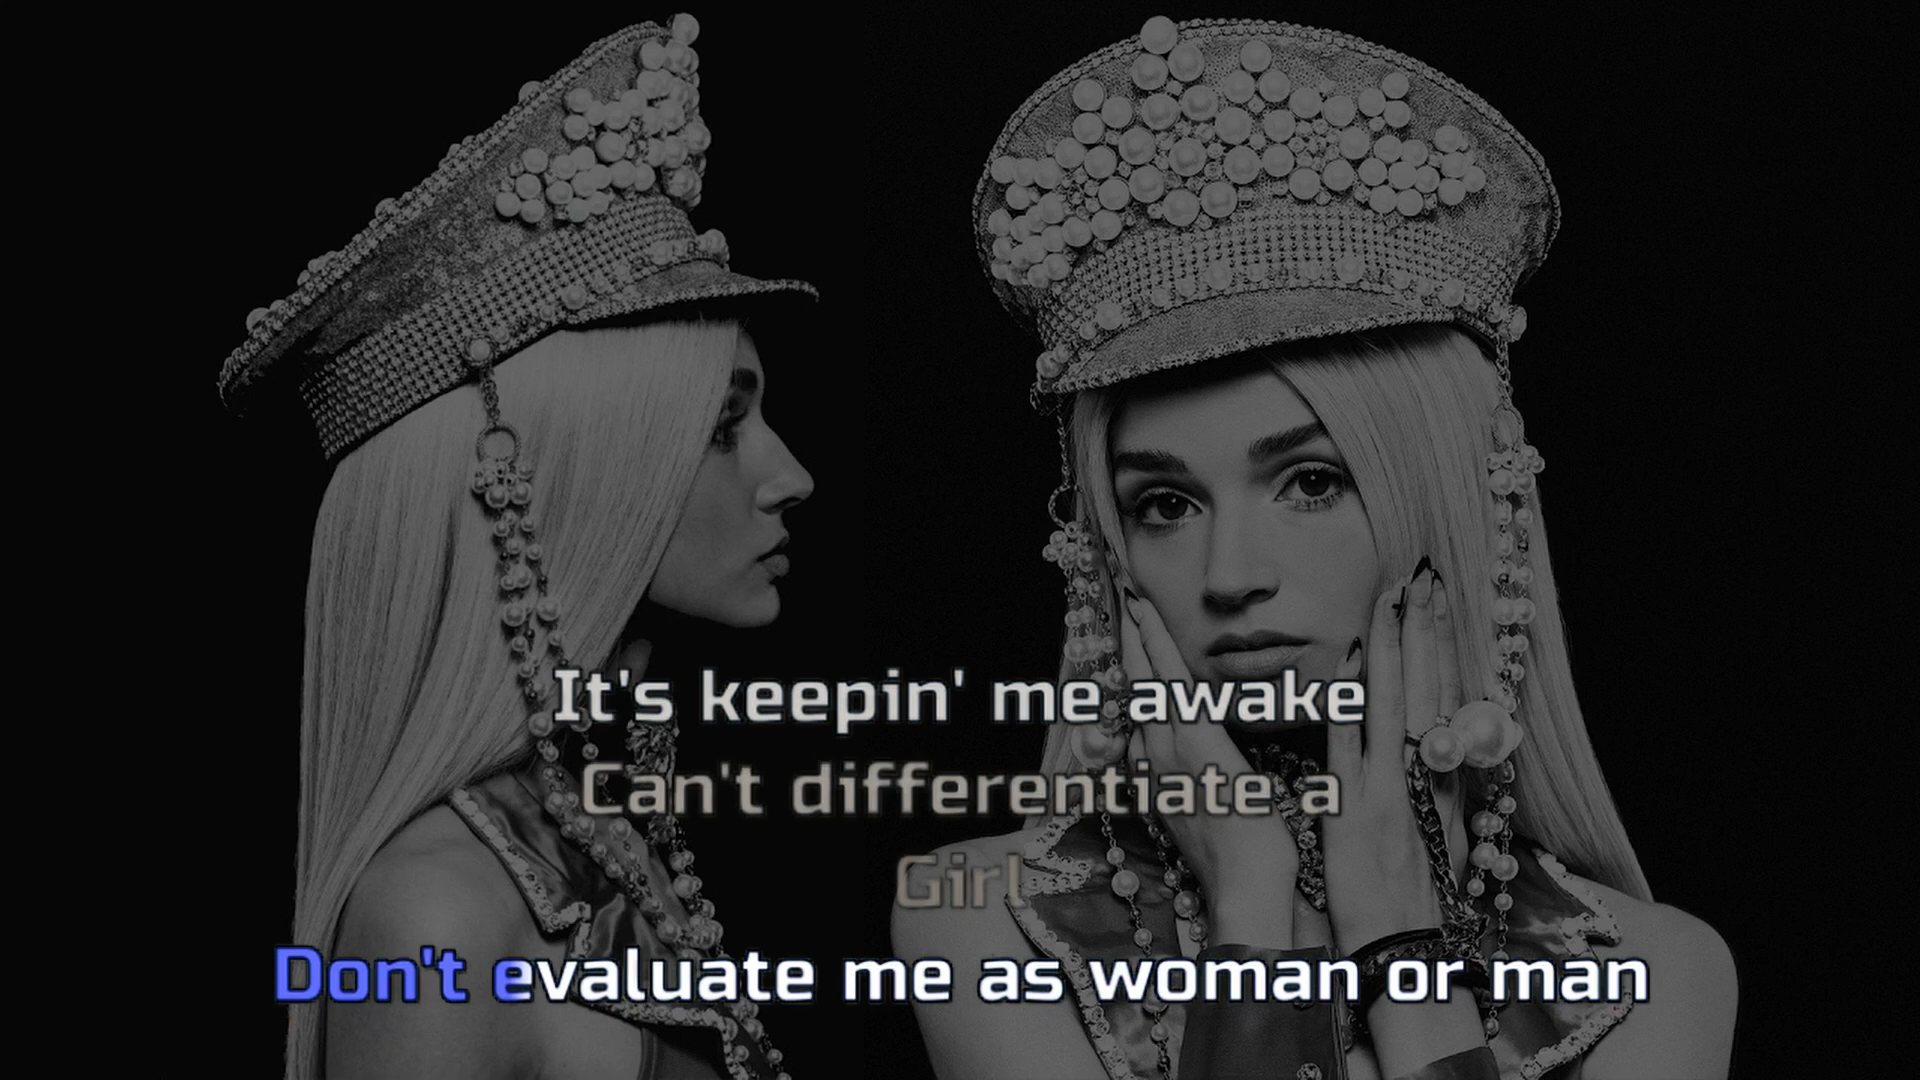 It's keepin' me awake
Can't differentiate a
Girl
Don't evaluate me as woman or man